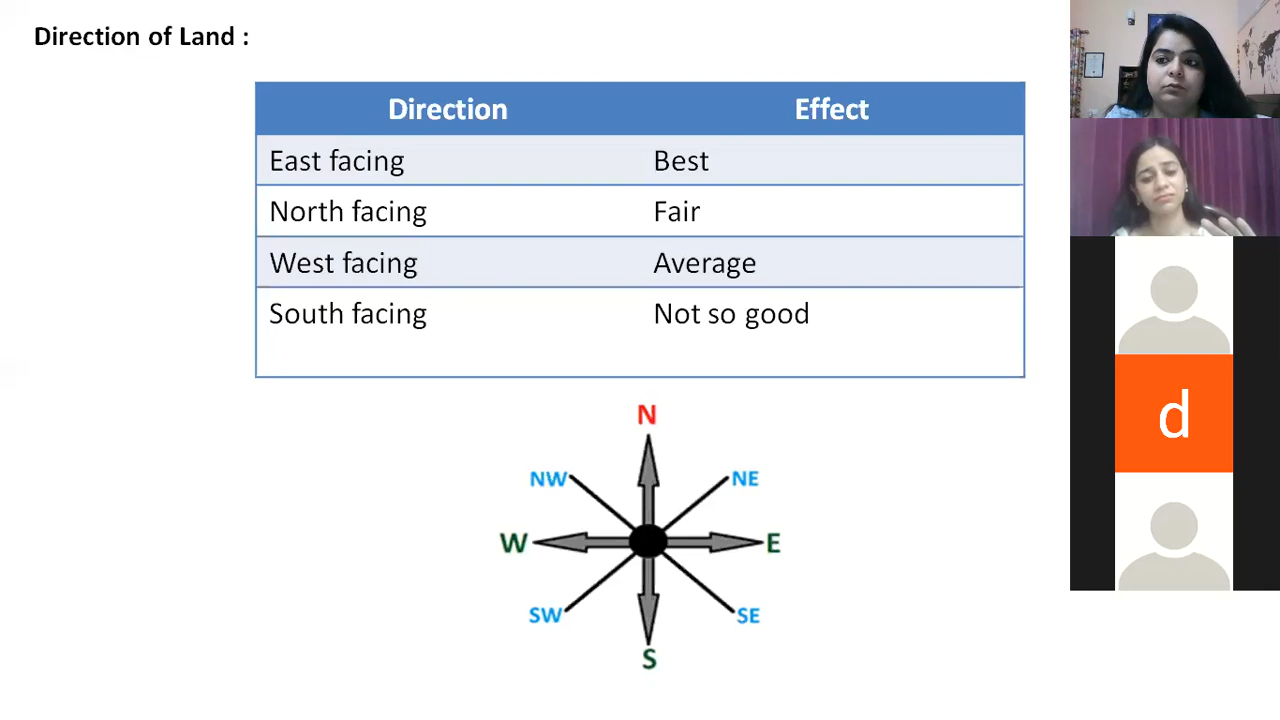 Direction of Land :
Direction Effect
East facing Best
North facing Fair
West facing Average
South facing Not so good
N
NW NE
W E
SW SE
S
d